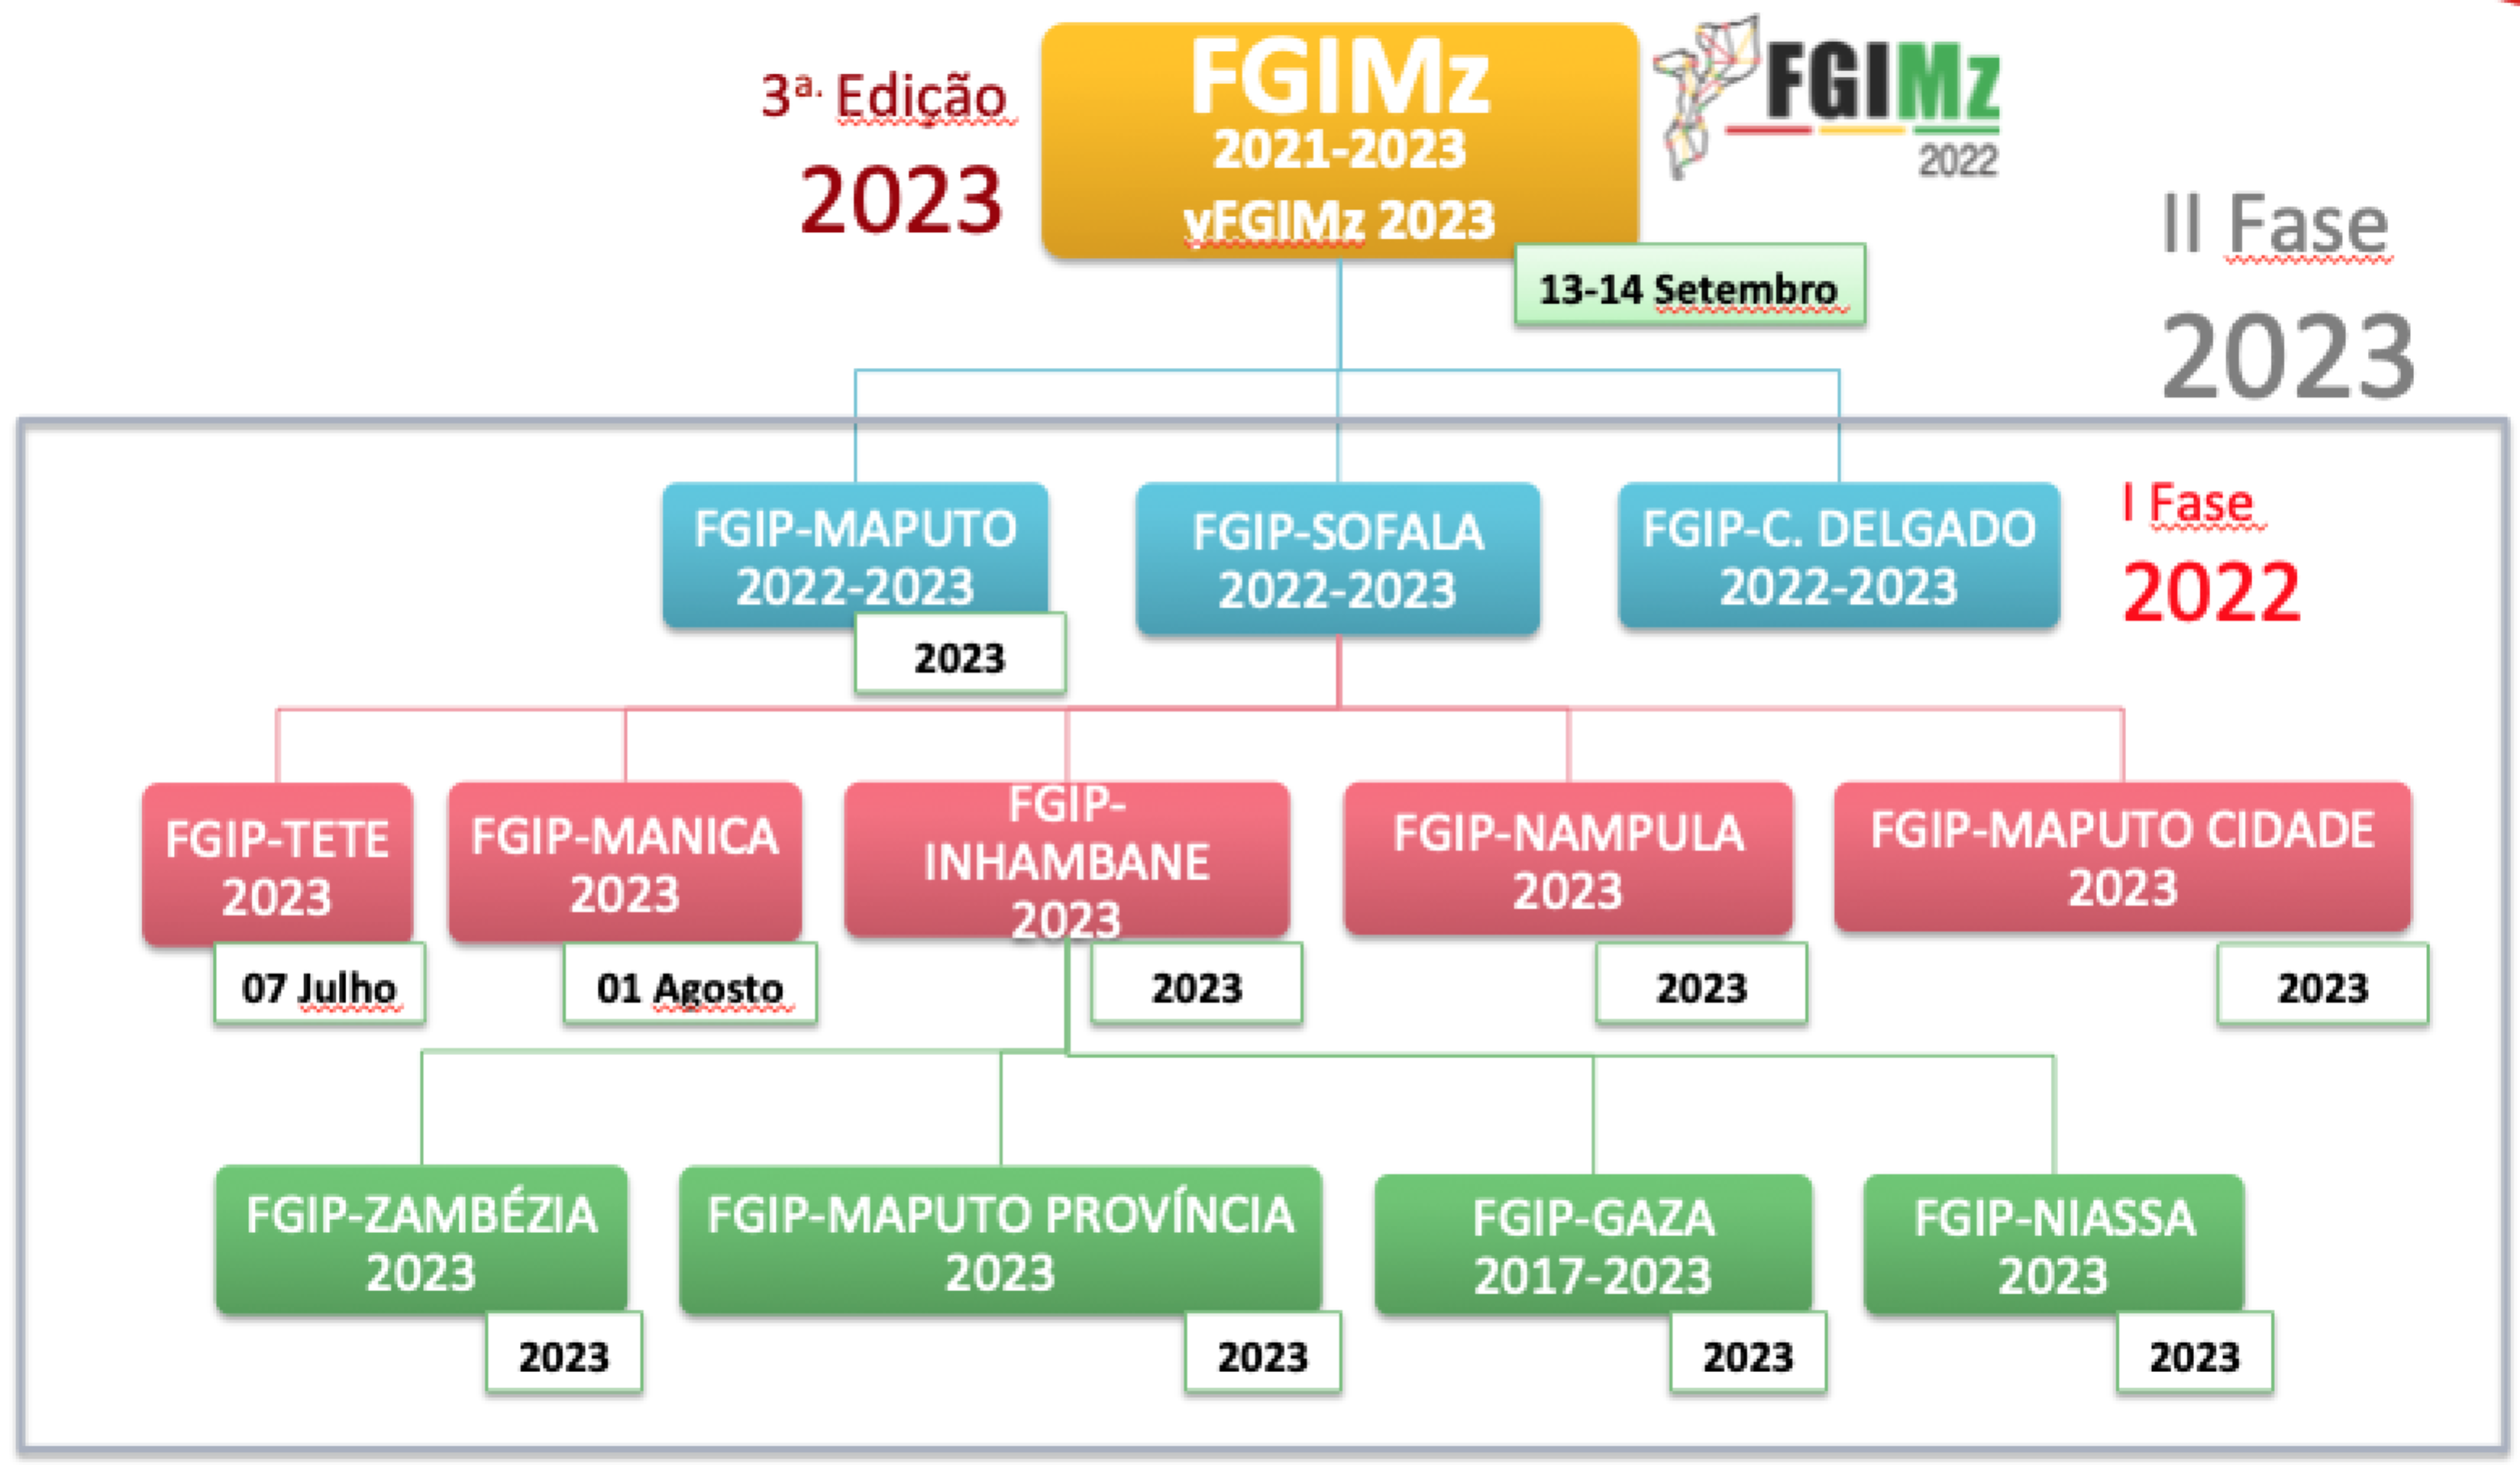 3ª. Edição
2023
FGIMz
2021-2023
yFGIMz 2023
FGIMz
2022
13-14 Setembro
II Fase
2023
FGIP-MAPUTO
2022-2023
2023
FGIP-SOFALA
2022-2023
FGIP-C. DELGADO
2022-2023
I Fase
2022
FGIP-TETE
2023
07 Julho
FGIP-MANICA
2023
01 Agosto
FGIP-
INHAMBANE
2023
2023
FGIP-NAMPULA
2023
2023
FGIP-MAPUTO CIDADE
2023
2023
FGIP-ZAMBÉZIA
2023
2023
FGIP-MAPUTO PROVÍNCIA
2023
2023
FGIP-GAZA
2017-2023
2023
FGIP-NIASSA
2023
2023